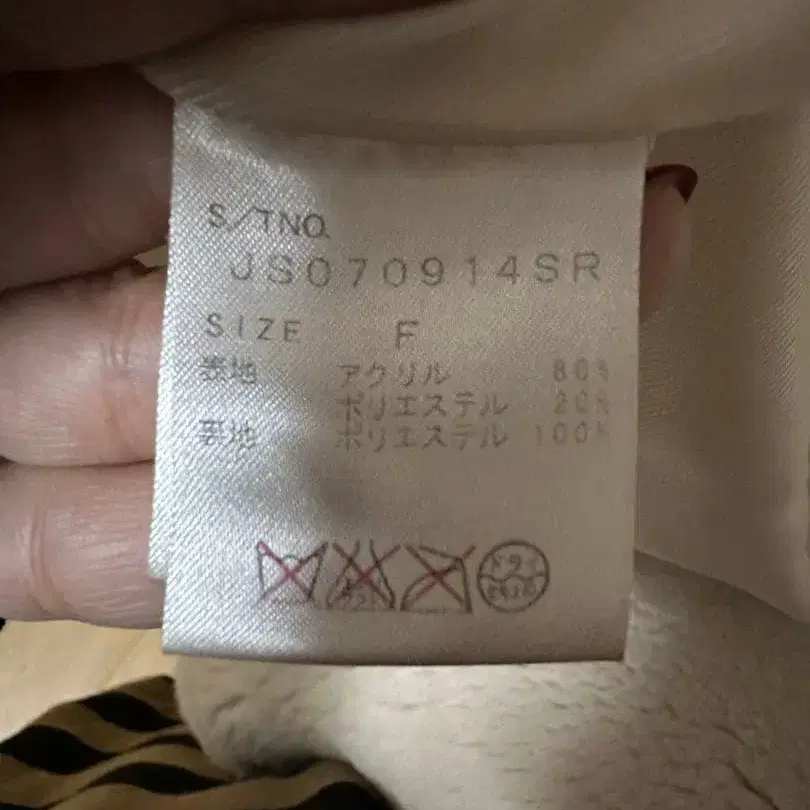 S/TNO.
JS070914SR
SIZE F
表地 アクリル 80%
ポリエステル 20%
裏地 ポリエステル 100%
ドライ